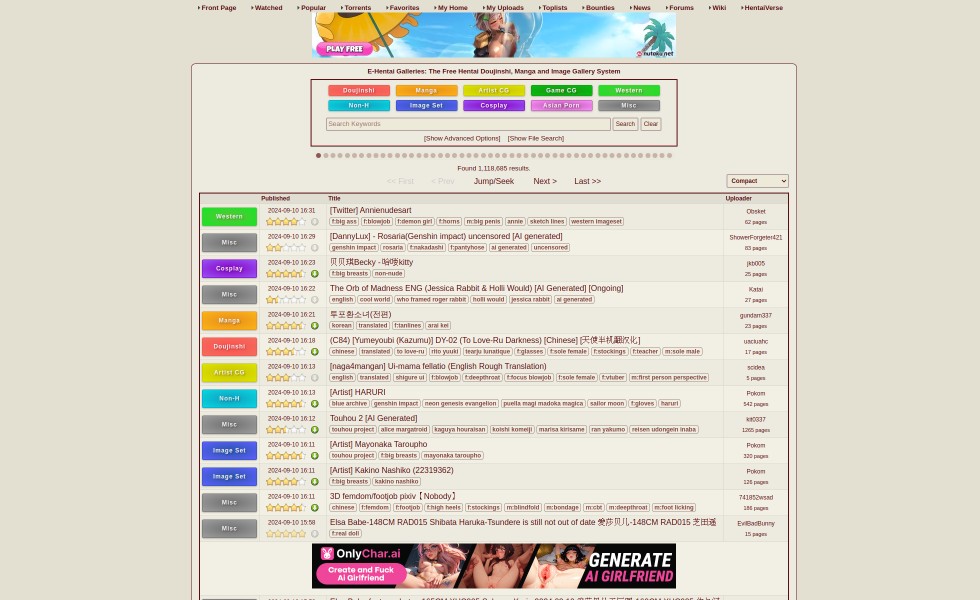 Front Page Watched Popular Torrents Favorites My Home My Uploads Toplists Bounties News Forums Wiki HentaiVerse
PLAY FREE
nutaku.net
E-Hentai Galleries: The Free Hentai Doujinshi, Manga and Image Gallery System
Doujinshi Manga Artist CG Game CG Western
Non-H Image Set Cosplay Asian Porn Misc
Search Keywords Search Clear
[Show Advanced Options] [Show File Search]
Found 1,118,685 results.
<< First < Prev Jump/Seek Next > Last >> Compact
Published Title Uploader
Western 2024-09-10 16:31 [Twitter] Annienudesart Obsket
f:big ass f:blowjob f:demon girl f:horns m:big penis annie sketch lines western imageset 62 pages
Misc 2024-09-10 16:29 [DannyLux] - Rosaria(Genshin impact) uncensored [AI generated] ShowerForgeter421
genshin impact rosaria f:nakadashi f:pantyhose ai generated uncensored 83 pages
Cosplay 2024-09-10 16:23 贝贝琪Becky - 哈喽kitty jkb005
f:big breasts non-nude 25 pages
Misc 2024-09-10 16:22 The Orb of Madness ENG (Jessica Rabbit & Holli Would) [AI Generated] [Ongoing] Katai
english cool world who framed roger rabbit holli would jessica rabbit ai generated 27 pages
Manga 2024-09-10 16:21 투포환소녀(전편) gundam337
korean translated f:tanlines arai kei 23 pages
Doujinshi 2024-09-10 16:18 (C84) [Yumeyoubi (Kazumu)] DY-02 (To Love-Ru Darkness) [Chinese] [天使半机翻汉化] uaciuahc
chinese translated to love-ru rito yuuki tearju lunatique f:glasses f:sole female f:stockings f:teacher m:sole male 17 pages
Artist CG 2024-09-10 16:13 [naga4mangan] Ui-mama fellatio (English Rough Translation) scidea
english translated shigure ui f:blowjob f:deepthroat f:focus blowjob f:sole female f:vtuber m:first person perspective 5 pages
Non-H 2024-09-10 16:13 [Artist] HARURI Pokom
blue archive genshin impact neon genesis evangelion puella magi madoka magica sailor moon f:gloves haruri 542 pages
Misc 2024-09-10 16:12 Touhou 2 [AI Generated] kit0337
touhou project alice margatroid kaguya houraisan koishi komeiji marisa kirisame ran yakumo reisen udongein inaba 1265 pages
Image Set 2024-09-10 16:11 [Artist] Mayonaka Taroupho Pokom
touhou project f:big breasts mayonaka taroupho 320 pages
Image Set 2024-09-10 16:11 [Artist] Kakino Nashiko (22319362) Pokom
f:big breasts kakino nashiko 126 pages
Misc 2024-09-10 16:11 3D femdom/footjob pixiv【Nobody】 741852wsad
chinese f:femdom f:footjob f:high heels f:stockings m:blindfold m:bondage m:cbt m:deepthroat m:foot licking 186 pages
Misc 2024-09-10 15:58 Elsa Babe-148CM RAD015 Shibata Haruka-Tsundere is still not out of date 爱莎贝儿-148CM RAD015 芝田遥 EvilBadBunny
f:real doll 15 pages
OnlyChar.ai
Create and Fuck
Ai Girlfriend
GENERATE
AI GIRLFRIEND